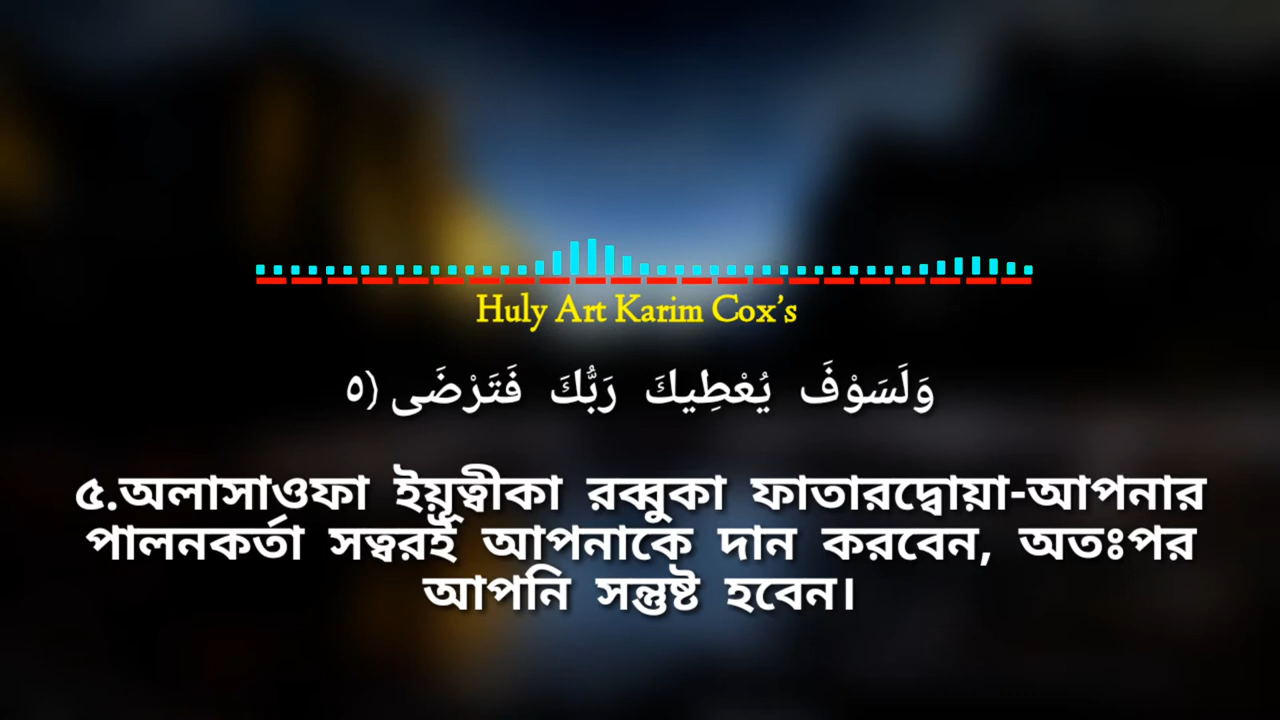 Huly Art Karim Cox's
وَلَسَوْفَ يُعْطِيكَ رَبُّكَ فَتَرْضَى (٥
৫.অলাসাওফা ইয়ূত্বীকা রব্বুকা ফাতারদ্বোয়া-আপনার
পালনকর্তা সত্বরই আপনাকে দান করবেন, অতঃপর
আপনি সন্তুষ্ট হবেন।